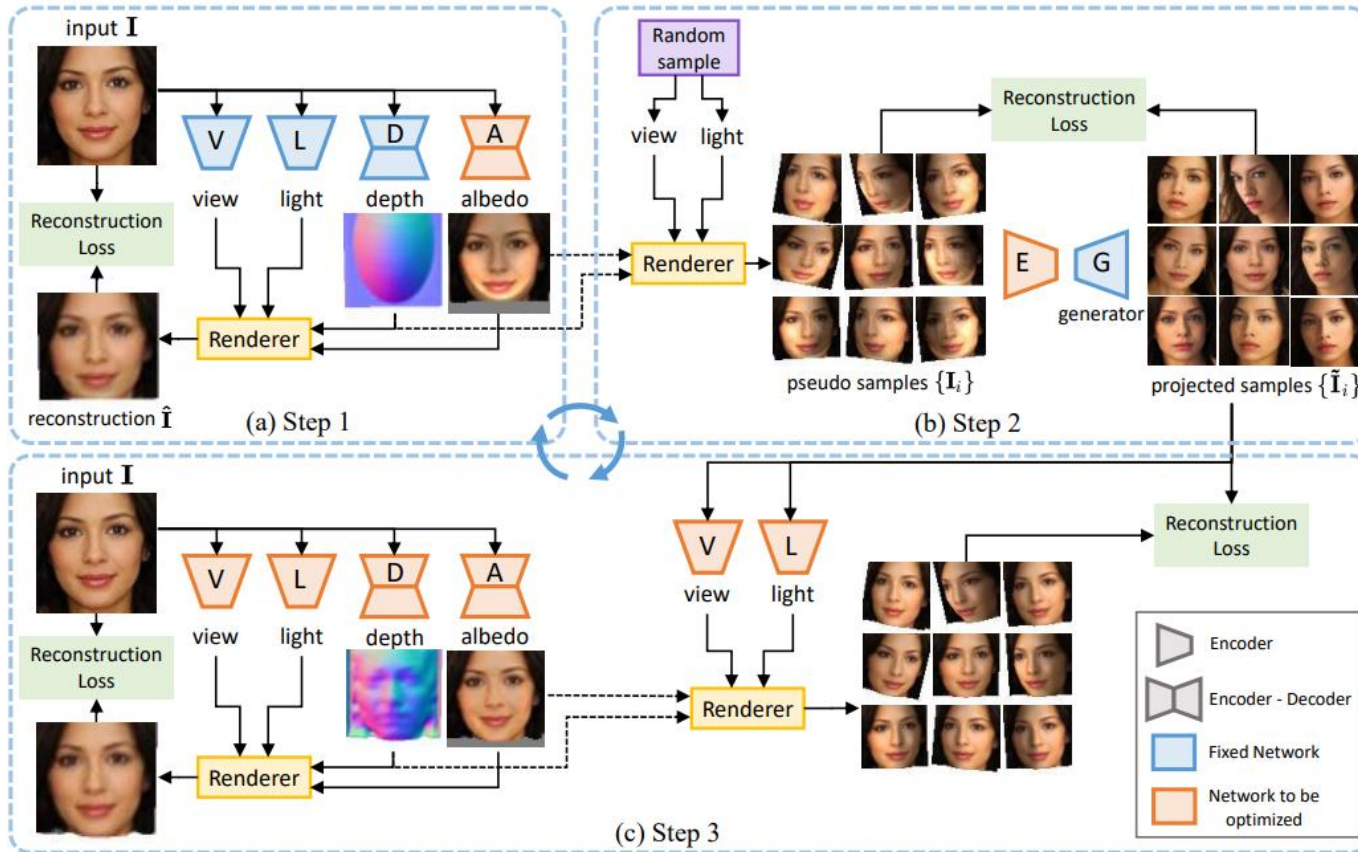 input I
V
L
D
A
view
light
depth
albedo
Reconstruction
Loss
Renderer
reconstruction Î
(a) Step 1
Random
sample
view
light
Renderer
Reconstruction
Loss
E
G
generator
pseudo samples {I_i}
projected samples {Ĩ_i}
(b) Step 2
input I
V
L
D
A
view
light
depth
albedo
Reconstruction
Loss
Renderer
V
L
view
light
Renderer
Reconstruction
Loss
(c) Step 3
Encoder
Encoder - Decoder
Fixed Network
Network to be
optimized